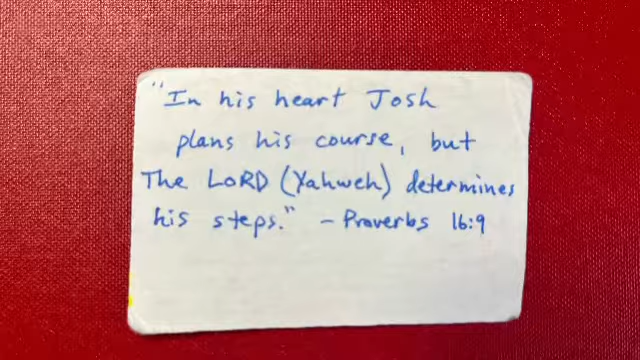 "In his heart Josh
plans his course, but
The LORD (Yahweh) determines
his steps." - Proverbs 16:9